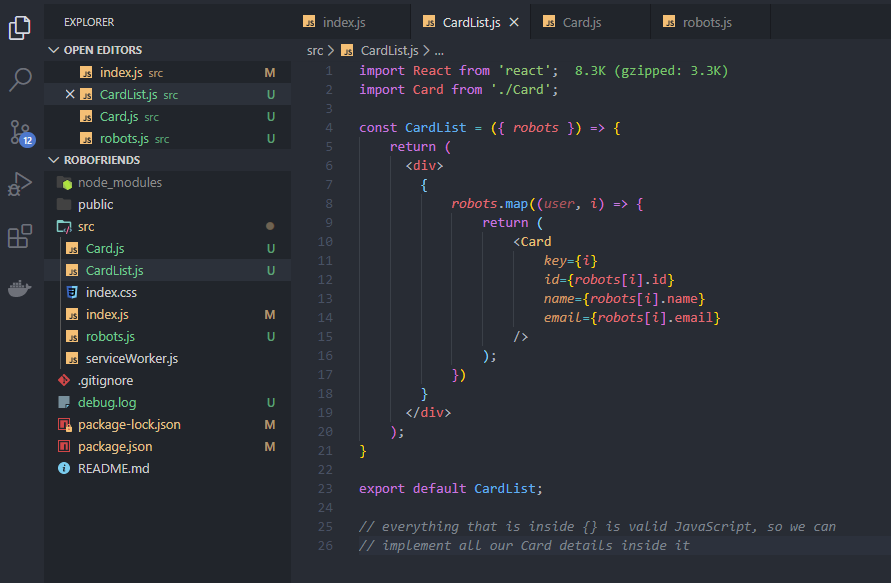 EXPLORER
OPEN EDITORS
index.js src M
CardList.js src U
Card.js src U
robots.js src U
ROBOFRIENDS
node_modules
public
src
Card.js U
CardList.js U
index.css
index.js M
robots.js U
serviceWorker.js
.gitignore
debug.log U
package-lock.json M
package.json M
README.md
12
index.js
CardList.js
Card.js
robots.js
src > CardList.js > ...
1 import React from 'react'; 8.3K (gzipped: 3.3K)
2 import Card from './Card';
3
4 const CardList = ({ robots }) => {
5 return (
6 <div>
7 {
8 robots.map((user, i) => {
9 return (
10 <Card
11 key={i}
12 id={robots[i].id}
13 name={robots[i].name}
14 email={robots[i].email}
15 />
16 );
17 })
18 }
19 </div>
20 );
21 }
22
23 export default CardList;
24
25 // everything that is inside {} is valid JavaScript, so we can
26 // implement all our Card details inside it